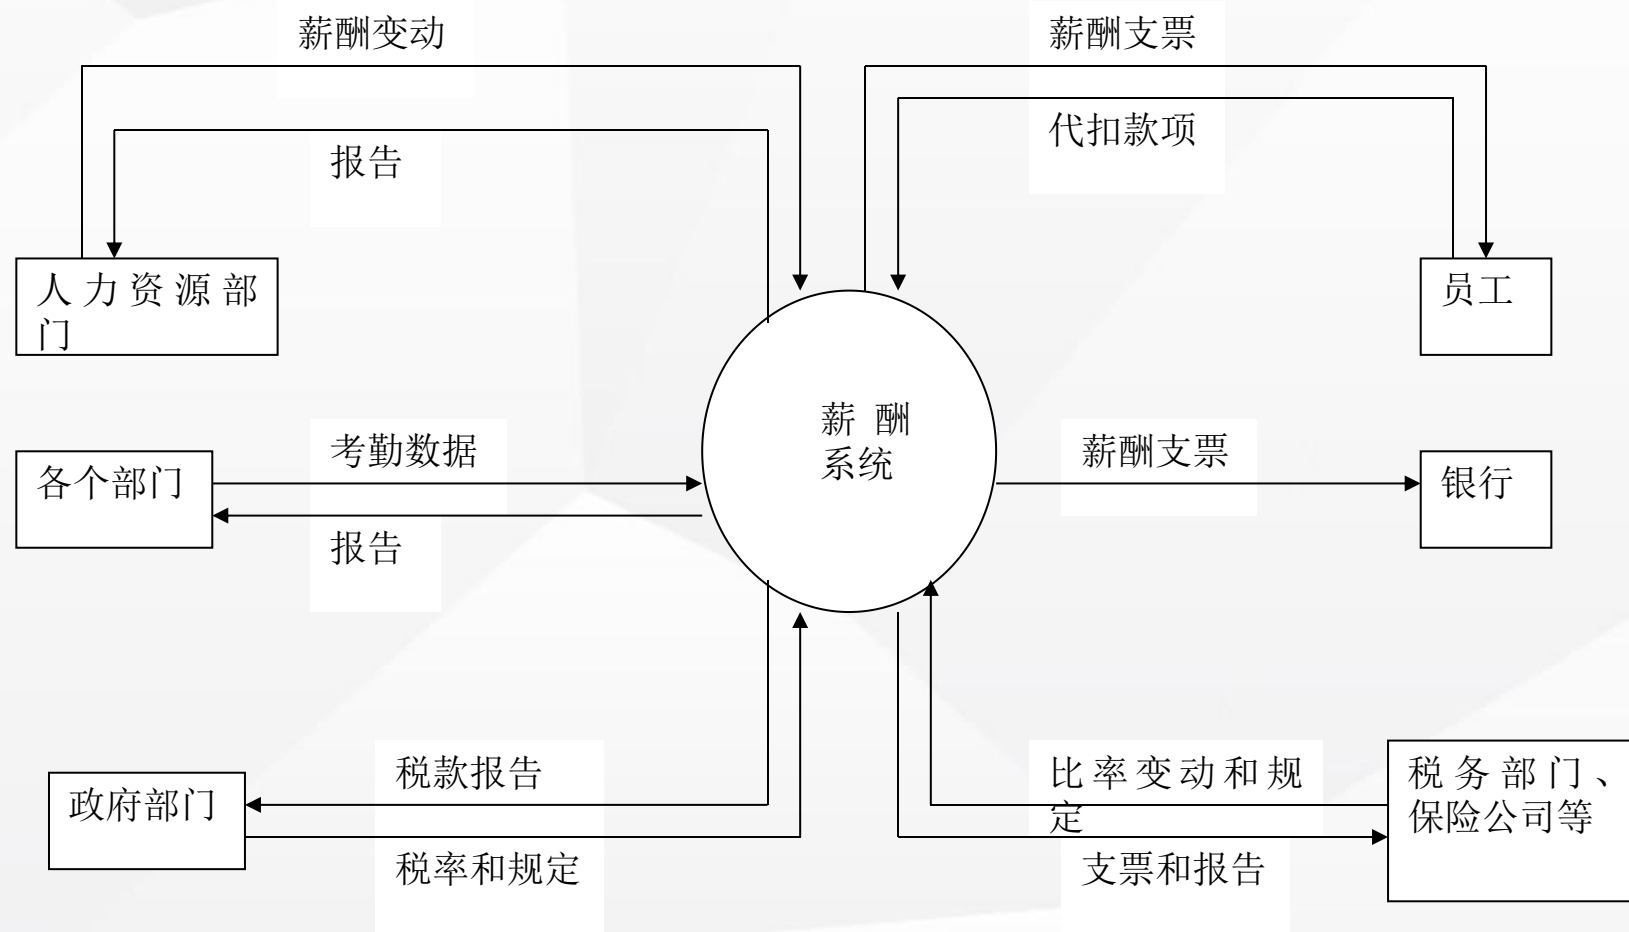 薪酬变动
薪酬支票
代扣款项
报告
人力资源部
门
员工
薪酬
系统
考勤数据
薪酬支票
各个部门
银行
报告
税款报告
比率变动和规
定
税务部门、
保险公司等
政府部门
税率和规定
支票和报告